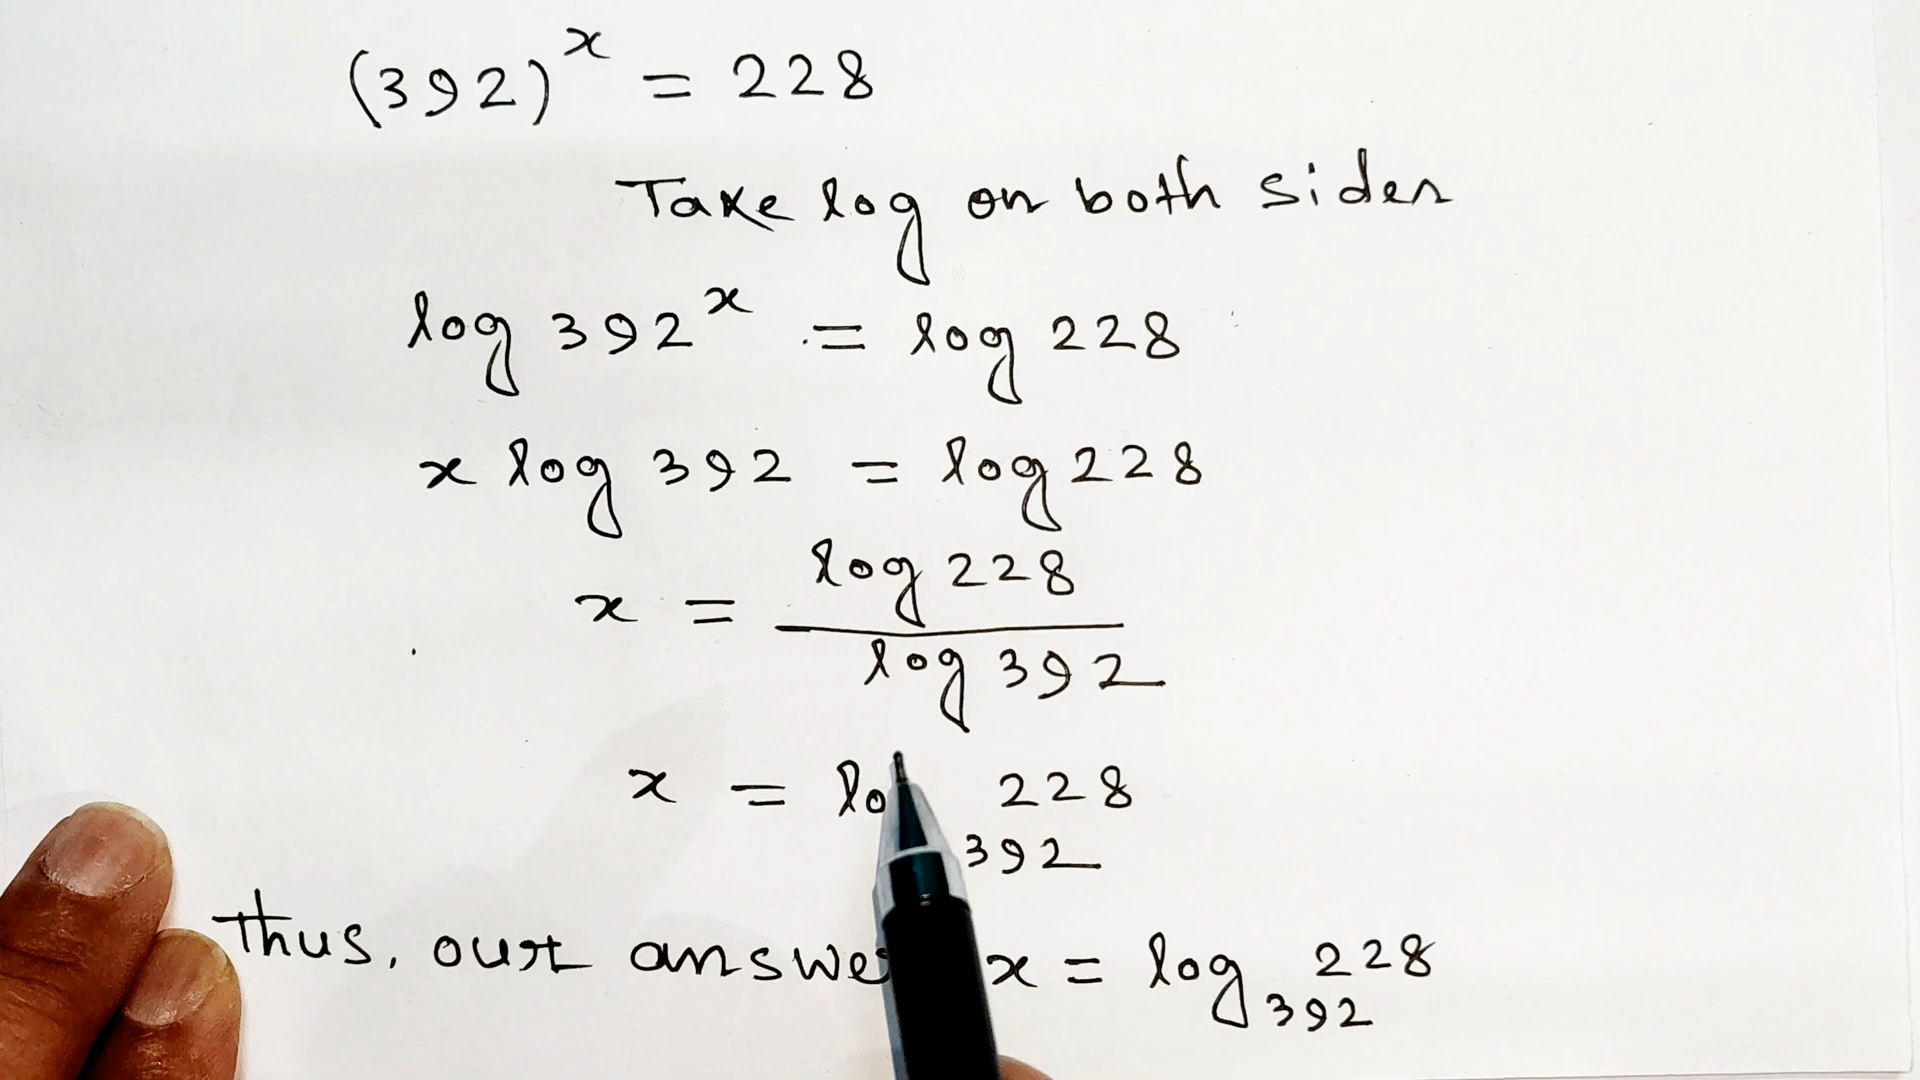 (392)^x = 228
Take log on both sides
log 392^x = log 228
x log 392 = log 228
x = log 228 / log 392
x = lo 228
392
Thus, our answe x = log_392 228